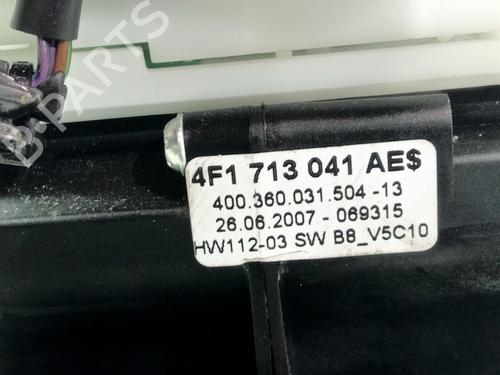 B-PARTS
4F1 713 041 AE$
400.360.031.504 -13
26.06.2007 - 069315
HW112-03 SW B8_V5C10